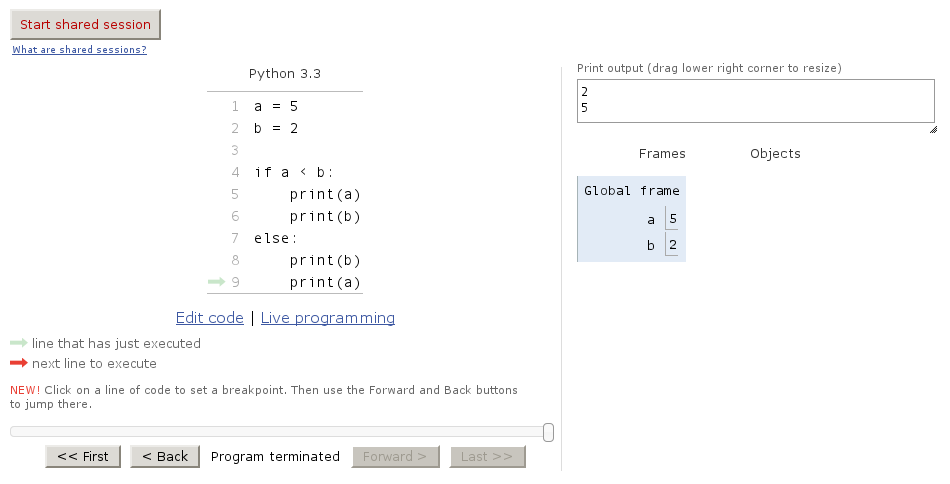 Start shared session
What are shared sessions?
Python 3.3
1 a = 5
2 b = 2
3
4 if a < b:
5     print(a)
6     print(b)
7 else:
8     print(b)
9     print(a)
Edit code | Live programming
line that has just executed
next line to execute
NEW! Click on a line of code to set a breakpoint. Then use the Forward and Back buttons
to jump there.
<< First < Back Program terminated Forward > Last >>
Print output (drag lower right corner to resize)
2
5
Frames Objects
Global frame
a 5
b 2